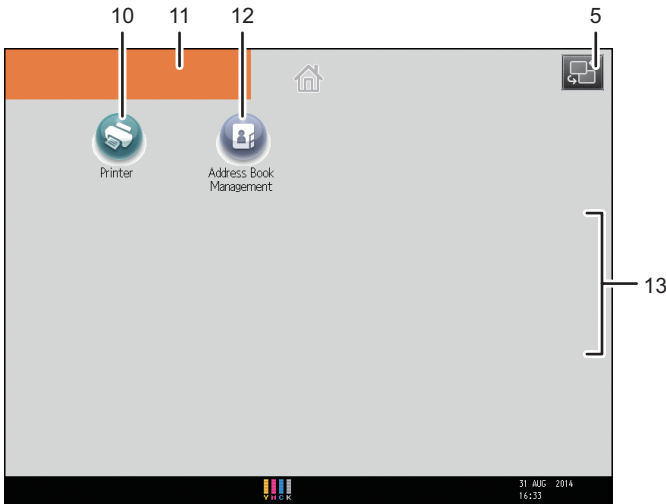 10 11 12 5
Printer
Address Book
Management
13
31 AUG 2014
16:33
Y M C K